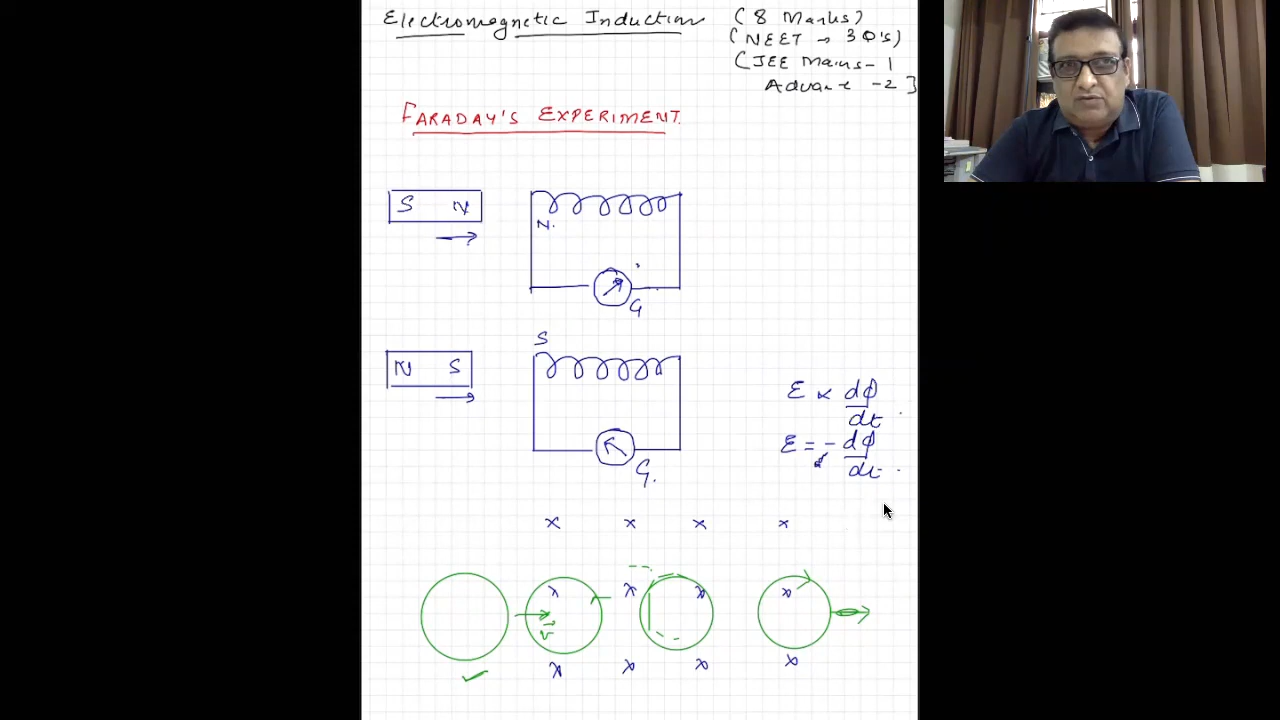 Electromagnetic Induction (8 Marks)
(NEET → 3 Q's)
(JEE Mains - 1
Advance - 2]
FARADAY'S EXPERIMENT.
S N
N.
G
S
N S
G.
ε ∝ dφ/dt
ε = - dφ/dt
x x x x
x x x x
v
x x x x